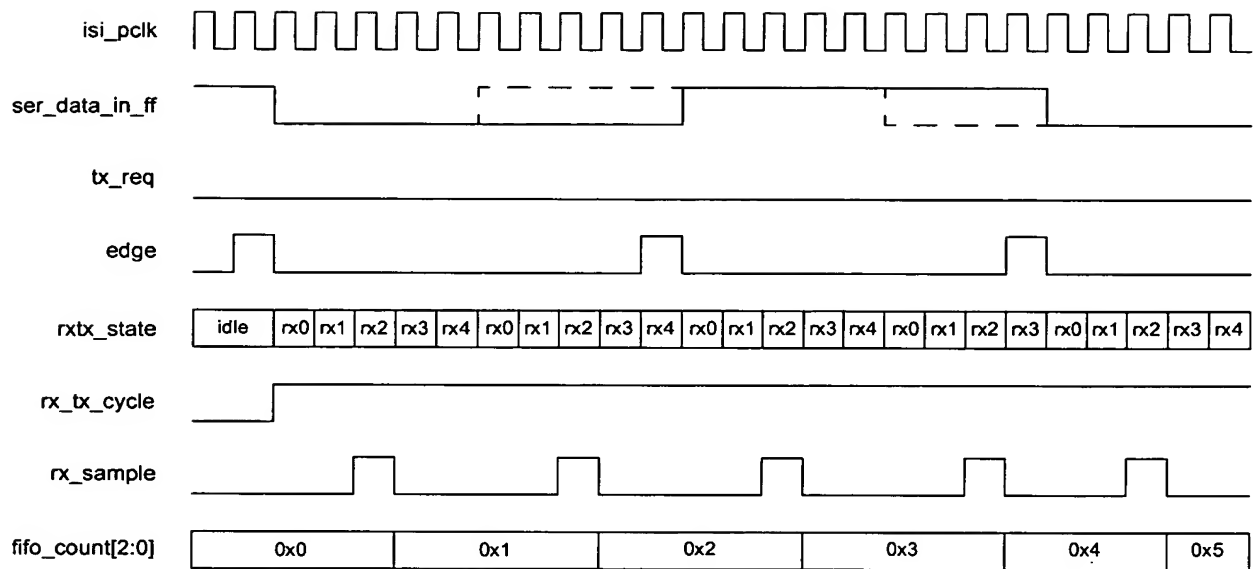 isi_pclk
ser_data_in_ff
tx_req
edge
rxtx_state idle rx0 rx1 rx2 rx3 rx4 rx0 rx1 rx2 rx3 rx4 rx0 rx1 rx2 rx3 rx4 rx0 rx1 rx2 rx3 rx0 rx1 rx2 rx3 rx4
rx_tx_cycle
rx_sample
fifo_count[2:0] 0x0 0x1 0x2 0x3 0x4 0x5